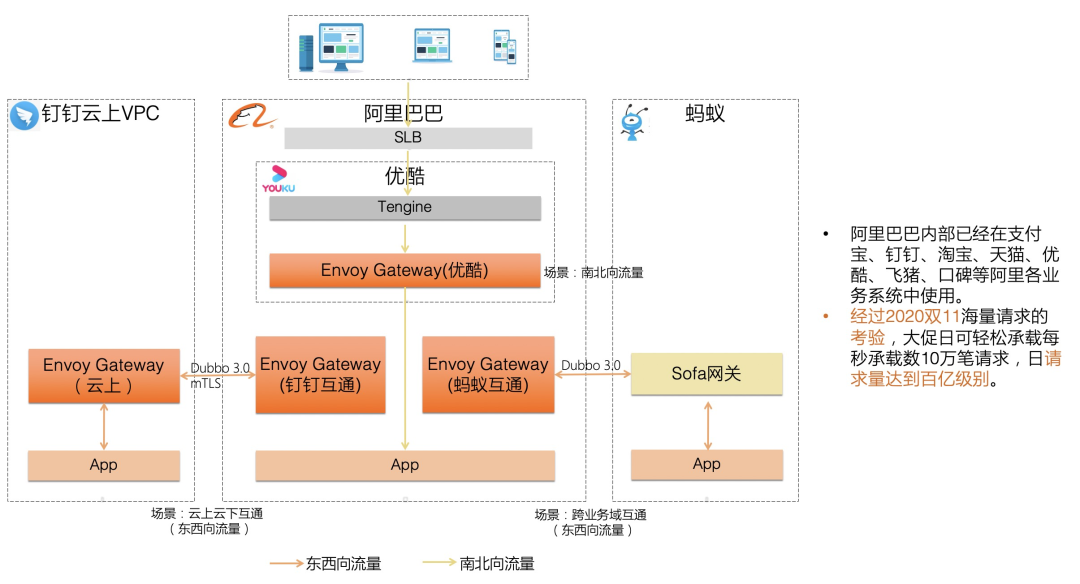 钉钉云上VPC
阿里巴巴
蚂蚁
SLB
YOUKU
优酷
Tengine
Envoy Gateway(优酷)
场景：南北向流量
Envoy Gateway
（云上）
Dubbo 3.0
mTLS
Envoy Gateway
(钉钉互通)
Envoy Gateway
(蚂蚁互通)
Dubbo 3.0
Sofa网关
App
App
App
场景：云上云下互通
（东西向流量）
场景：跨业务域互通
（东西向流量）
东西向流量
南北向流量
• 阿里巴巴内部已经在支付
宝、钉钉、淘宝、天猫、优
酷、飞猪、口碑等阿里各业
务系统中使用。
• 经过2020双11海量请求的
考验，大促日可轻松承载每
秒承载数10万笔请求，日请
求量达到百亿级别。